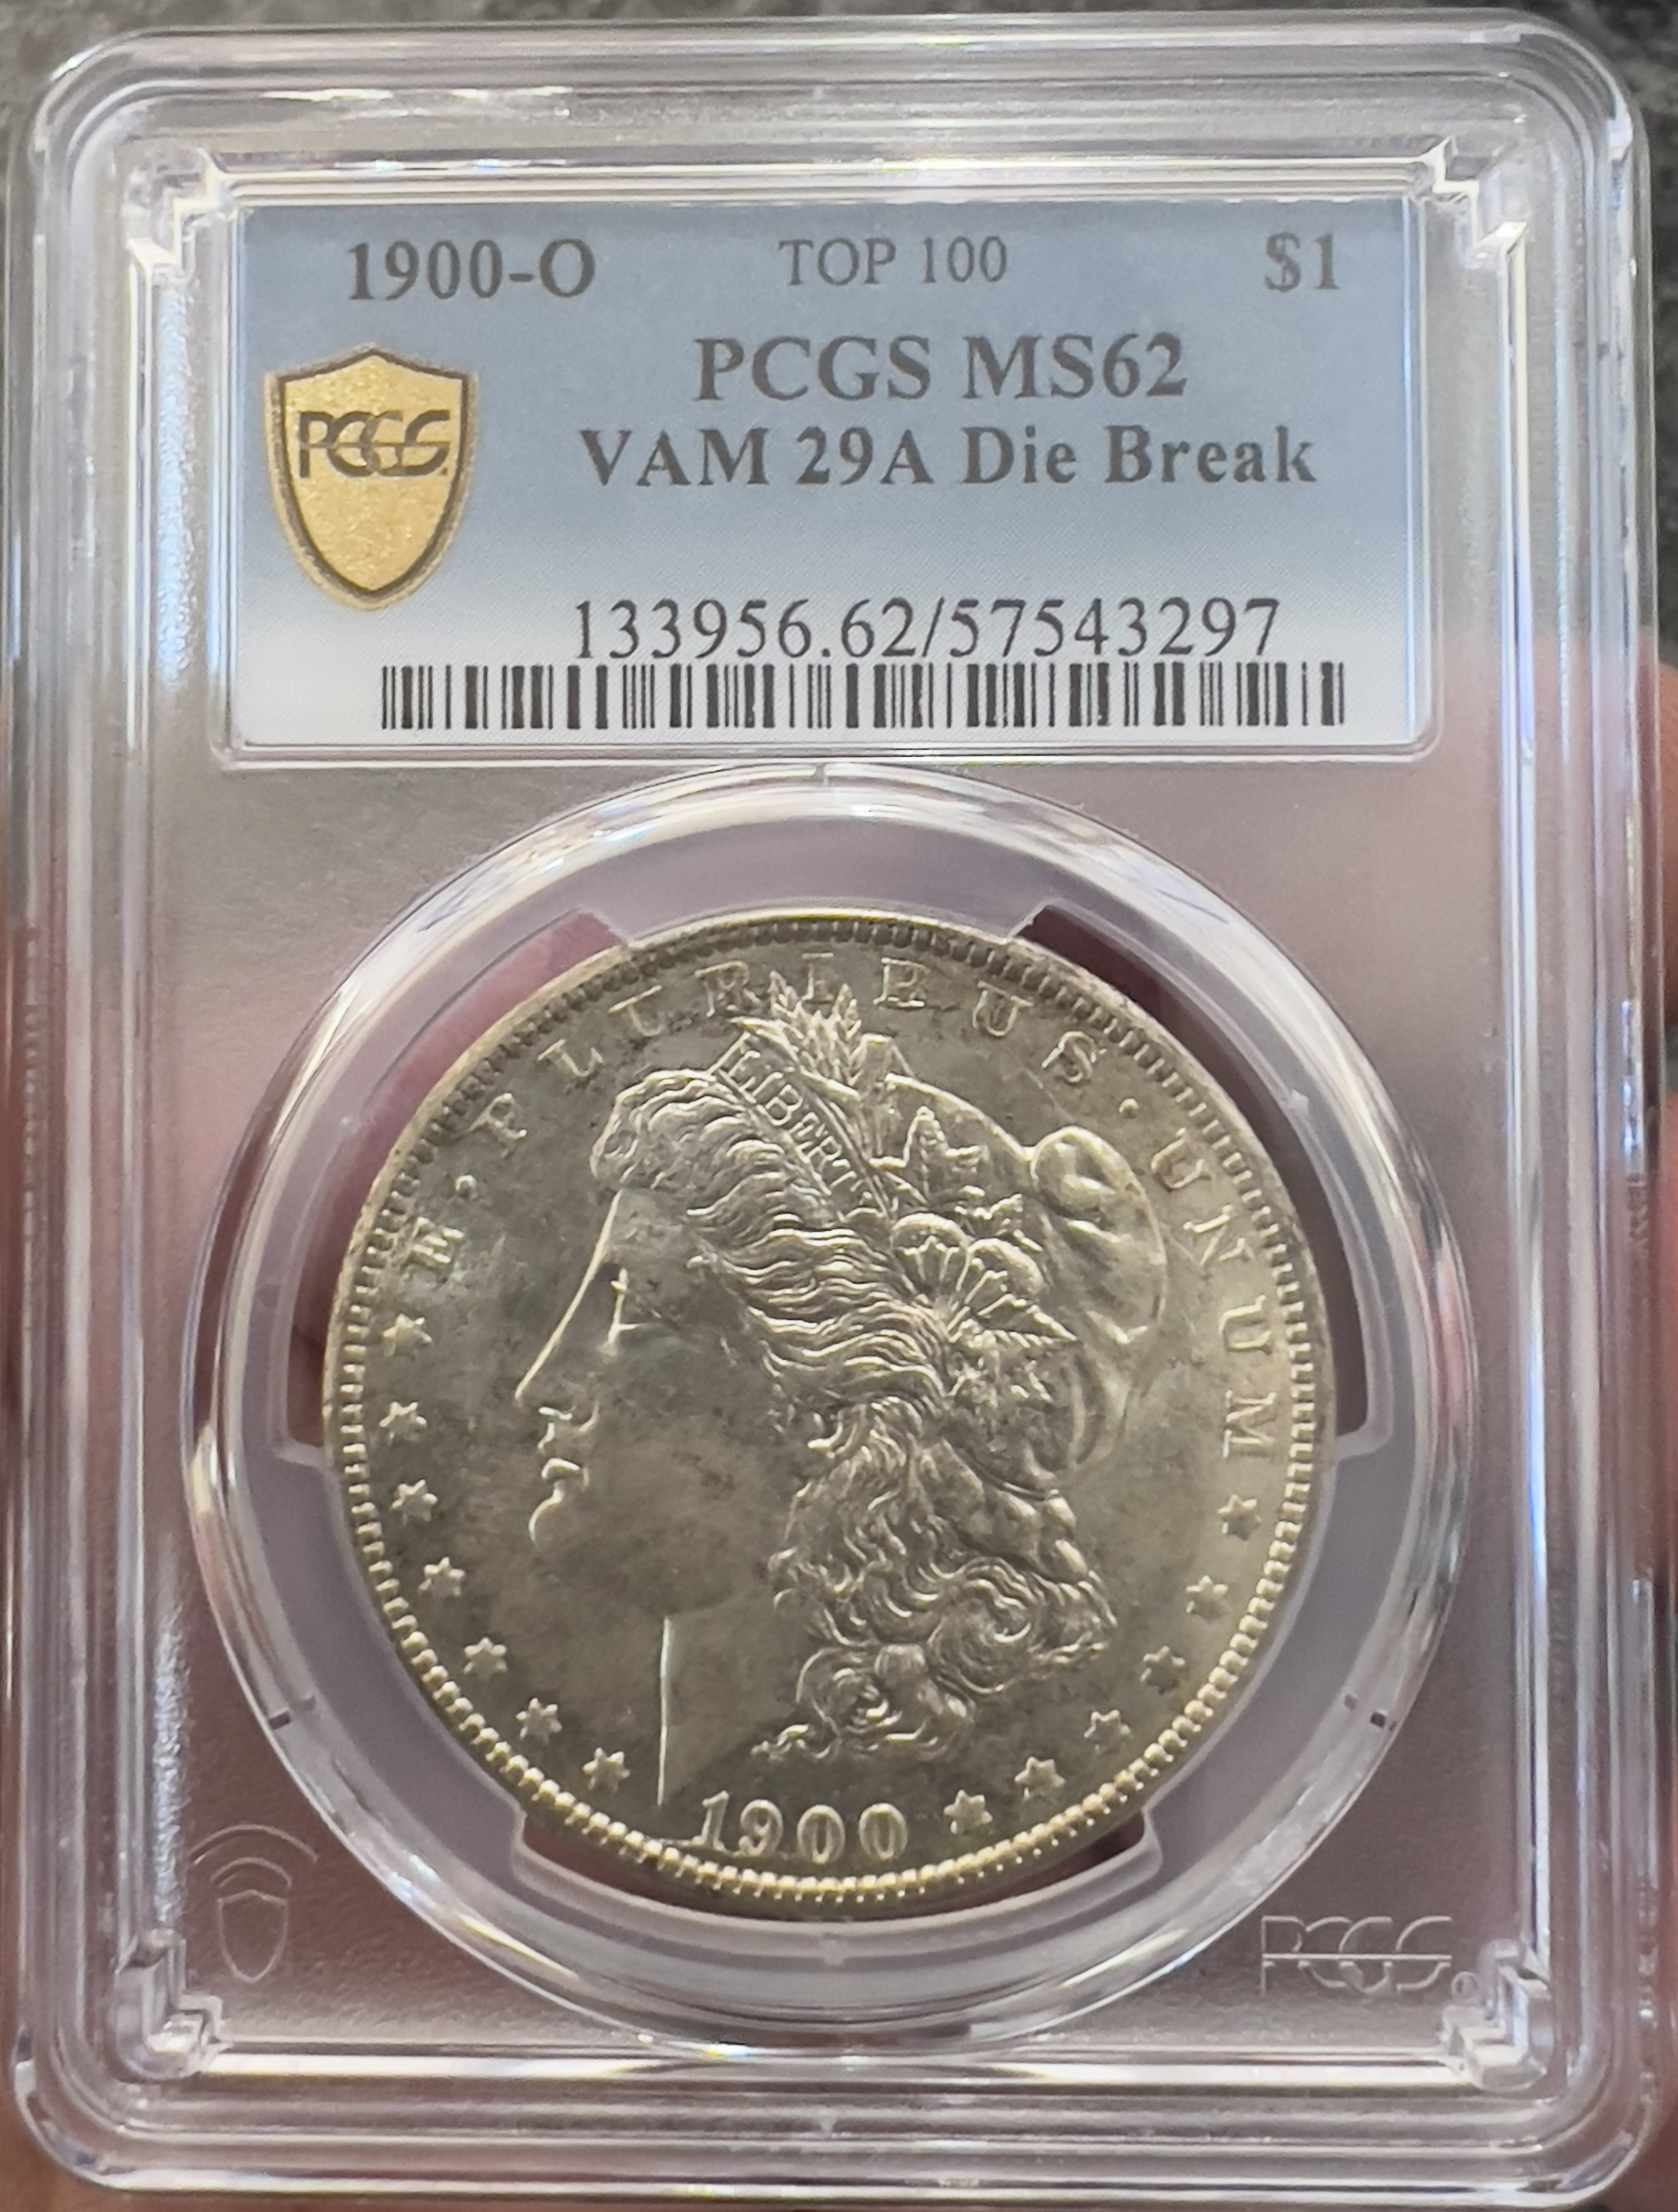 1900-O TOP 100 $1
PCGS MS62
PCGS
VAM 29A Die Break
133956.62/57543297
E · PLURIBUS · UNUM
LIBERTY
1900
PCGS